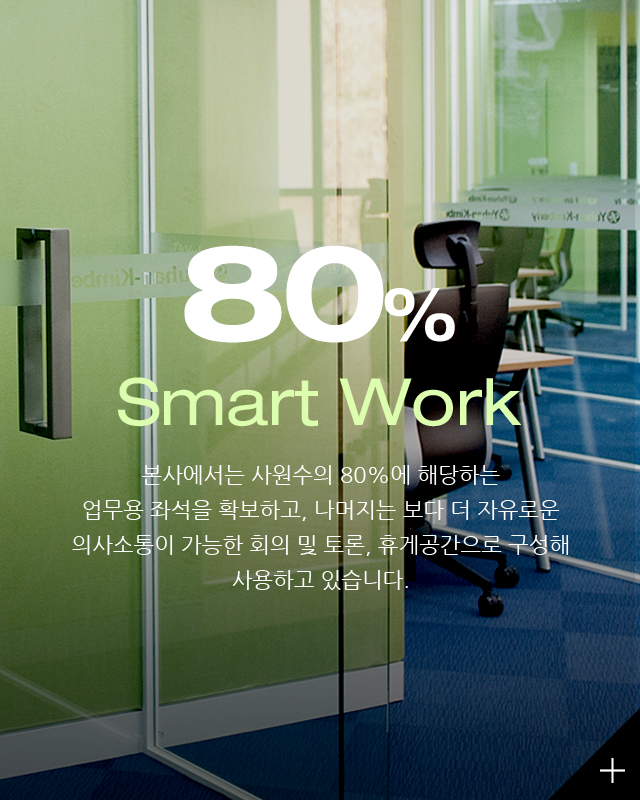 80%
Smart Work
본사에서는 사원수의 80%에 해당하는
업무용 좌석을 확보하고, 나머지는 보다 더 자유로운
의사소통이 가능한 회의 및 토론, 휴게공간으로 구성해
사용하고 있습니다.
Yuhan-Kimberly